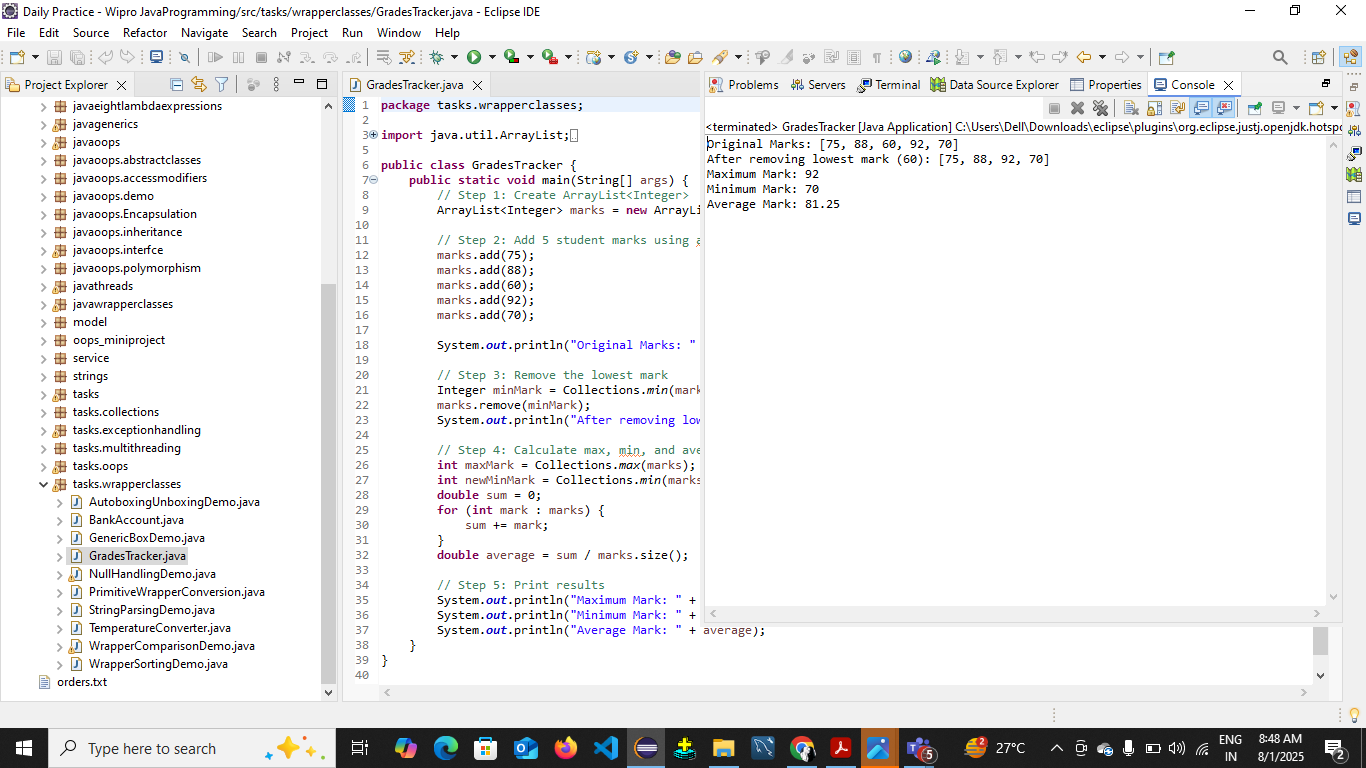 Daily Practice - Wipro JavaProgramming/src/tasks/wrapperclasses/GradesTracker.java - Eclipse IDE
File Edit Source Refactor Navigate Search Project Run Window Help
Project Explorer
javaeightlambdaexpressions
javagenerics
javaoops
javaoops.abstractclasses
javaoops.accessmodifiers
javaoops.demo
javaoops.Encapsulation
javaoops.inheritance
javaoops.interfce
javaoops.polymorphism
javathreads
javawrapperclasses
model
oops_miniproject
service
strings
tasks
tasks.collections
tasks.exceptionhandling
tasks.multithreading
tasks.oops
tasks.wrapperclasses
AutoboxingUnboxingDemo.java
BankAccount.java
GenericBoxDemo.java
GradesTracker.java
NullHandlingDemo.java
PrimitiveWrapperConversion.java
StringParsingDemo.java
TemperatureConverter.java
WrapperComparisonDemo.java
WrapperSortingDemo.java
orders.txt
GradesTracker.java
1 package tasks.wrapperclasses;
2
3 import java.util.ArrayList;
5
6 public class GradesTracker {
7 public static void main(String[] args) {
8 // Step 1: Create ArrayList<Integer>
9 ArrayList<Integer> marks = new ArrayLi
10
11 // Step 2: Add 5 student marks using a
12 marks.add(75);
13 marks.add(88);
14 marks.add(60);
15 marks.add(92);
16 marks.add(70);
17
18 System.out.println("Original Marks: "
19
20 // Step 3: Remove the lowest mark
21 Integer minMark = Collections.min(mark
22 marks.remove(minMark);
23 System.out.println("After removing low
24
25 // Step 4: Calculate max, min, and ave
26 int maxMark = Collections.max(marks);
27 int newMinMark = Collections.min(marks
28 double sum = 0;
29 for (int mark : marks) {
30 sum += mark;
31 }
32 double average = sum / marks.size();
33
34 // Step 5: Print results
35 System.out.println("Maximum Mark: " +
36 System.out.println("Minimum Mark: " +
37 System.out.println("Average Mark: " + average);
38 }
39 }
40
Problems Servers Terminal Data Source Explorer Properties Console
<terminated> GradesTracker [Java Application] C:\Users\Dell\Downloads\eclipse\plugins\org.eclipse.justj.openjdk.hotspo
Original Marks: [75, 88, 60, 92, 70]
After removing lowest mark (60): [75, 88, 92, 70]
Maximum Mark: 92
Minimum Mark: 70
Average Mark: 81.25
Type here to search
5
2
27°C
ENG
IN
8:48 AM
8/1/2025
2